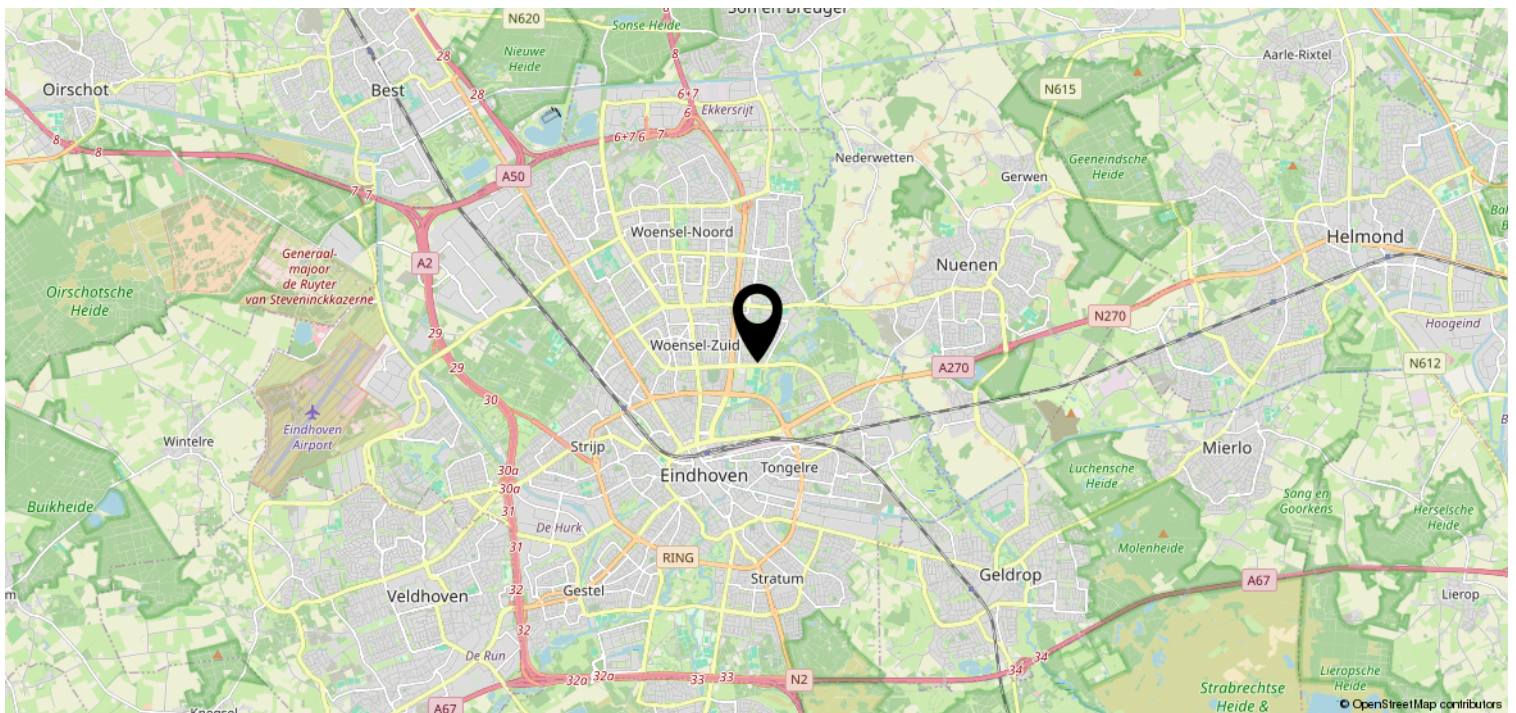 N620
Sonse Heide
Son en Breugel
28
8
Nieuwe
Heide
Aarle-Rixtel
Oirschot
Best
28
6+7
N615
8
6
Ekkersrijt
6+7
6
7
8
A50
7
7
Nederwetten
Gerwen
Geeneindsche
Heide
Woensel-Noord
Helmond
A2
Generaal-
majoor
de Ruyter
van Steveninckkazerne
Nuenen
Oirschotsche
Heide
29
N270
Hoogeind
29
Woensel-Zuid
A270
N612
30
Eindhoven
Airport
Wintelre
Strijp
Mierlo
30a
30a
31
Eindhoven
Tongelre
Luchensche
Heide
Buikheide
De Hurk
Sang en
Goorkens
Herselsche
Heide
31
RING
Molenheide
32
Gestel
Stratum
Geldrop
A67
Veldhoven
Lierop
32
De Run
34
34
32a
32a
33
33
N2
A67
Strabrechtse
Heide &
Lieropsche
Heide
Knegsel
© OpenStreetMap contributors